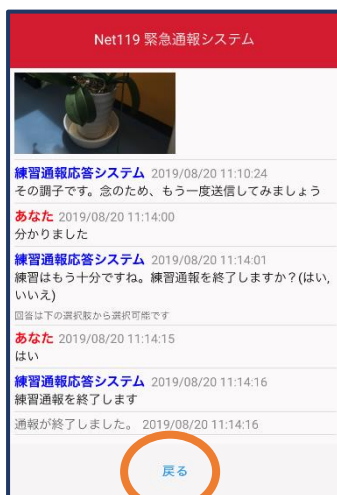 Net119 緊急通報システム
練習通報応答システム 2019/08/20 11:10:24
その調子です。念のため、もう一度送信してみましょう
あなた 2019/08/20 11:14:00
分かりました
練習通報応答システム 2019/08/20 11:14:01
練習はもう十分ですね。練習通報を終了しますか?(はい,
いいえ)
回答は下の選択肢から選択可能です
あなた 2019/08/20 11:14:15
はい
練習通報応答システム 2019/08/20 11:14:16
練習通報を終了します
通報が終了しました。 2019/08/20 11:14:16
戻る